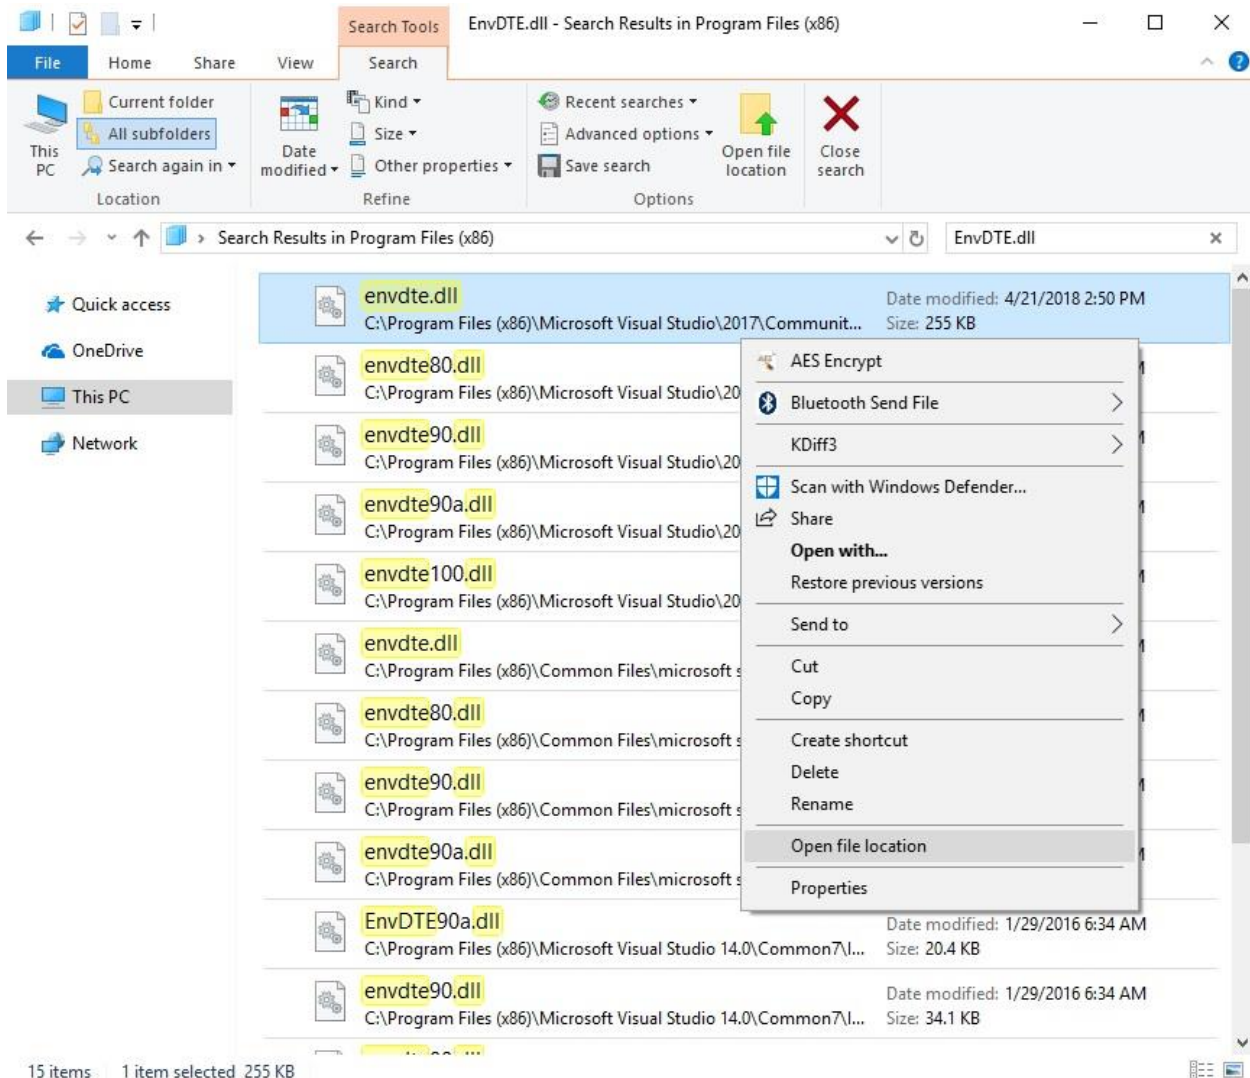 Search Tools
EnvDTE.dll - Search Results in Program Files (x86)
File
Home
Share
View
Search
This PC
Current folder
All subfolders
Search again in
Location
Date modified
Kind
Size
Other properties
Refine
Recent searches
Advanced options
Save search
Options
Open file location
Close search
Search Results in Program Files (x86)
EnvDTE.dll
Quick access
OneDrive
This PC
Network
envdte.dll
Date modified: 4/21/2018 2:50 PM
C:\Program Files (x86)\Microsoft Visual Studio\2017\Communit...
Size: 255 KB
envdte80.dll
C:\Program Files (x86)\Microsoft Visual Studio\20
envdte90.dll
C:\Program Files (x86)\Microsoft Visual Studio\20
envdte90a.dll
C:\Program Files (x86)\Microsoft Visual Studio\20
envdte100.dll
C:\Program Files (x86)\Microsoft Visual Studio\20
envdte.dll
C:\Program Files (x86)\Common Files\microsoft s
envdte80.dll
C:\Program Files (x86)\Common Files\microsoft s
envdte90.dll
C:\Program Files (x86)\Common Files\microsoft s
envdte90a.dll
C:\Program Files (x86)\Common Files\microsoft s
EnvDTE90a.dll
Date modified: 1/29/2016 6:34 AM
C:\Program Files (x86)\Microsoft Visual Studio 14.0\Common7\I...
Size: 20.4 KB
envdte90.dll
Date modified: 1/29/2016 6:34 AM
C:\Program Files (x86)\Microsoft Visual Studio 14.0\Common7\I...
Size: 34.1 KB
AES Encrypt
Bluetooth Send File
KDiff3
Scan with Windows Defender...
Share
Open with...
Restore previous versions
Send to
Cut
Copy
Create shortcut
Delete
Rename
Open file location
Properties
15 items
1 item selected 255 KB